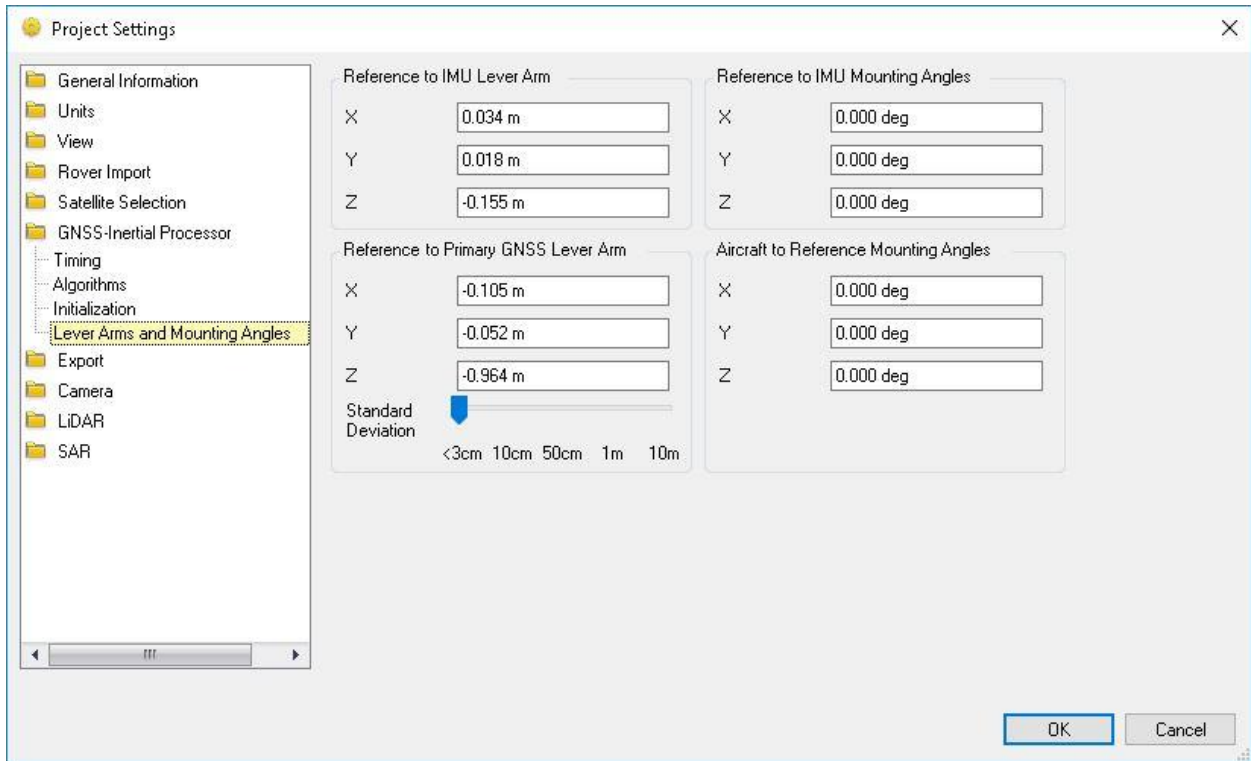 Project Settings
General Information
Units
View
Rover Import
Satellite Selection
GNSS-Inertial Processor
Timing
Algorithms
Initialization
Lever Arms and Mounting Angles
Export
Camera
LiDAR
SAR
Reference to IMU Lever Arm
X 0.034 m
Y 0.018 m
Z -0.155 m
Reference to IMU Mounting Angles
X 0.000 deg
Y 0.000 deg
Z 0.000 deg
Reference to Primary GNSS Lever Arm
X -0.105 m
Y -0.052 m
Z -0.964 m
Standard
Deviation
<3cm 10cm 50cm 1m 10m
Aircraft to Reference Mounting Angles
X 0.000 deg
Y 0.000 deg
Z 0.000 deg
OK Cancel